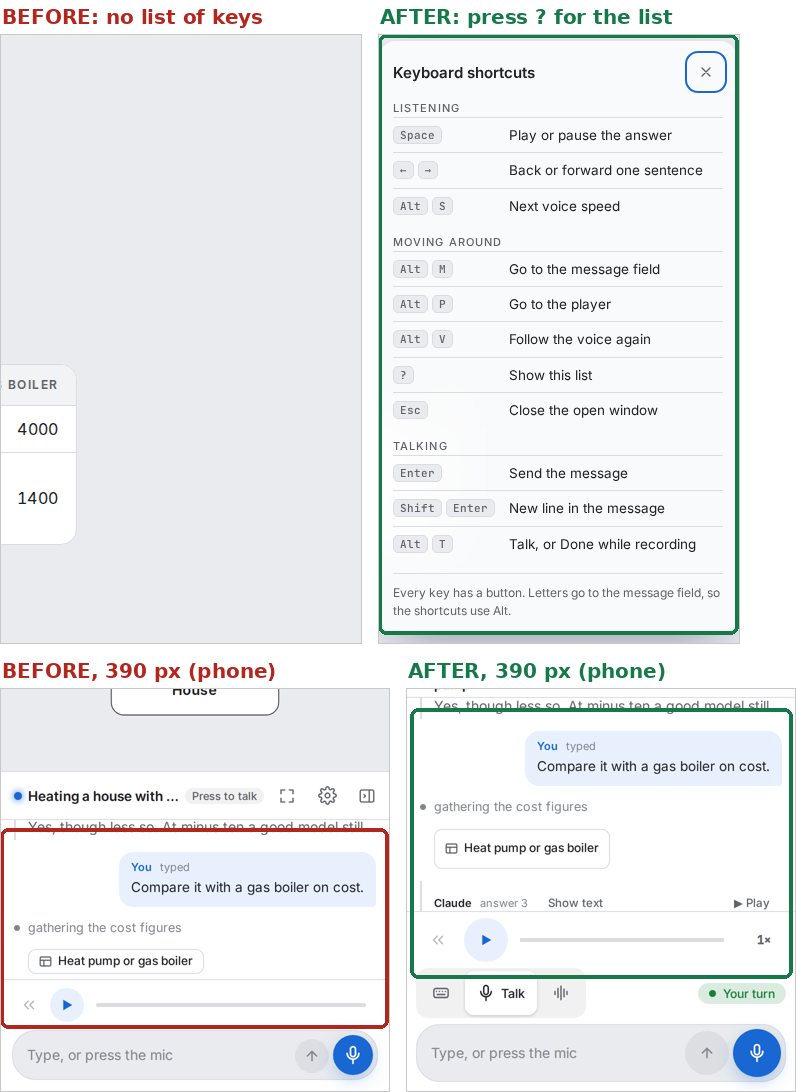 BEFORE: no list of keys
BOILER
4000
1400
AFTER: press ? for the list
Keyboard shortcuts
LISTENING
Space Play or pause the answer
← → Back or forward one sentence
Alt S Next voice speed
MOVING AROUND
Alt M Go to the message field
Alt P Go to the player
Alt V Follow the voice again
? Show this list
Esc Close the open window
TALKING
Enter Send the message
Shift Enter New line in the message
Alt T Talk, or Done while recording
Every key has a button. Letters go to the message field, so
the shortcuts use Alt.
BEFORE, 390 px (phone)
House
Heating a house with ... Press to talk
Yes, though less so. At minus ten a good model still
You typed
Compare it with a gas boiler on cost.
gathering the cost figures
Heat pump or gas boiler
Type, or press the mic
AFTER, 390 px (phone)
Yes, though less so. At minus ten a good model still
You typed
Compare it with a gas boiler on cost.
gathering the cost figures
Heat pump or gas boiler
Claude answer 3 Show text ▶ Play
1×
Talk Your turn
Type, or press the mic